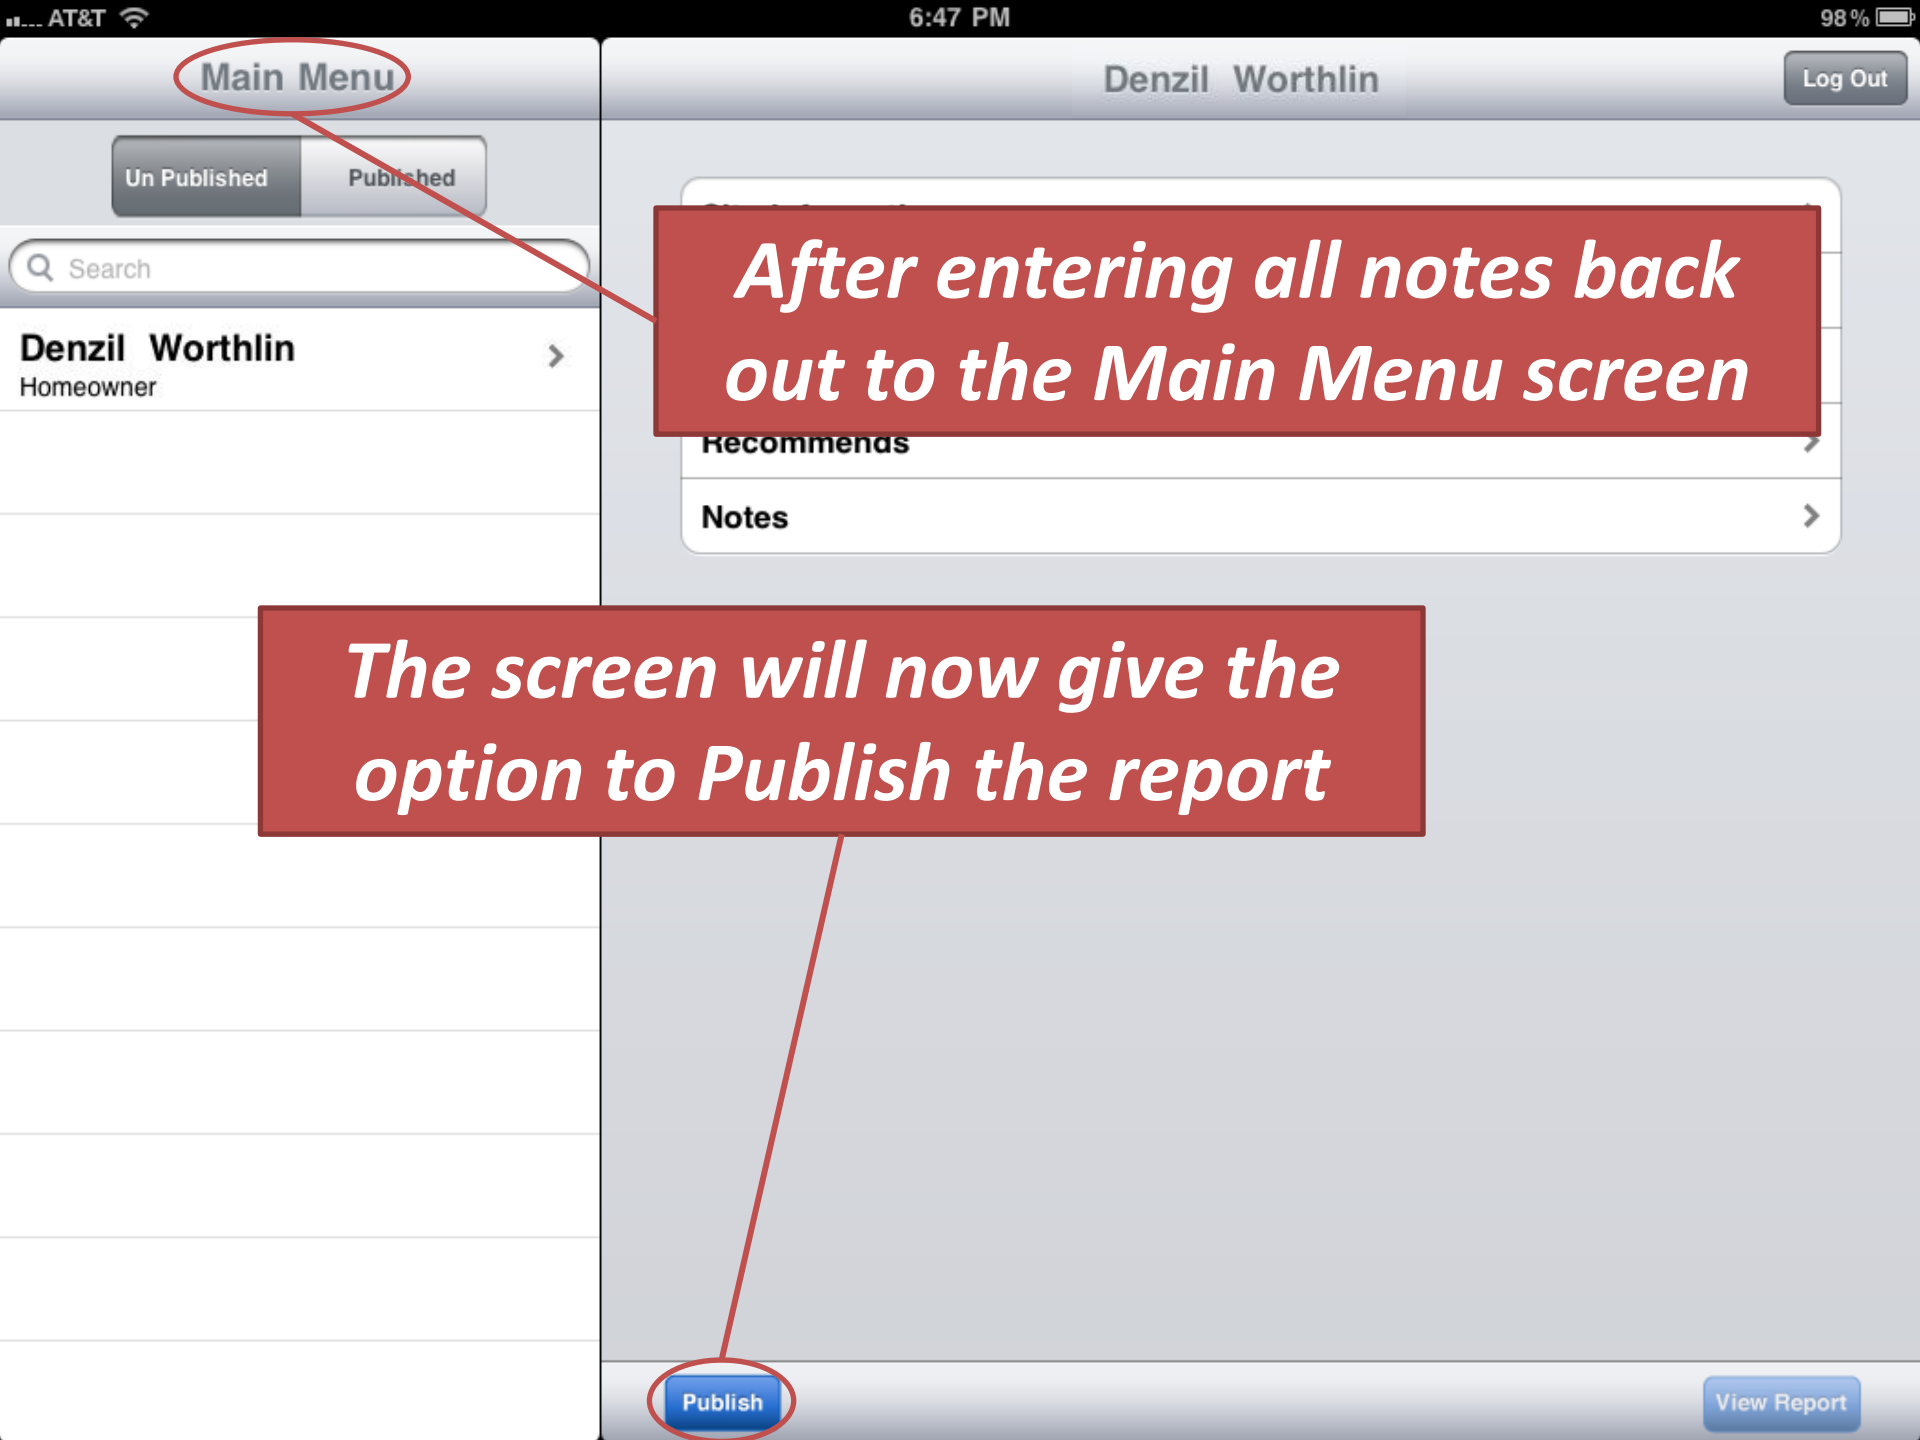 AT&T 6:47 PM 98%
Main Menu
Denzil Worthlin
Log Out
Un Published
Published
Search
Denzil Worthlin
Homeowner
After entering all notes back
out to the Main Menu screen
Recommends
Notes
The screen will now give the
option to Publish the report
Publish
View Report